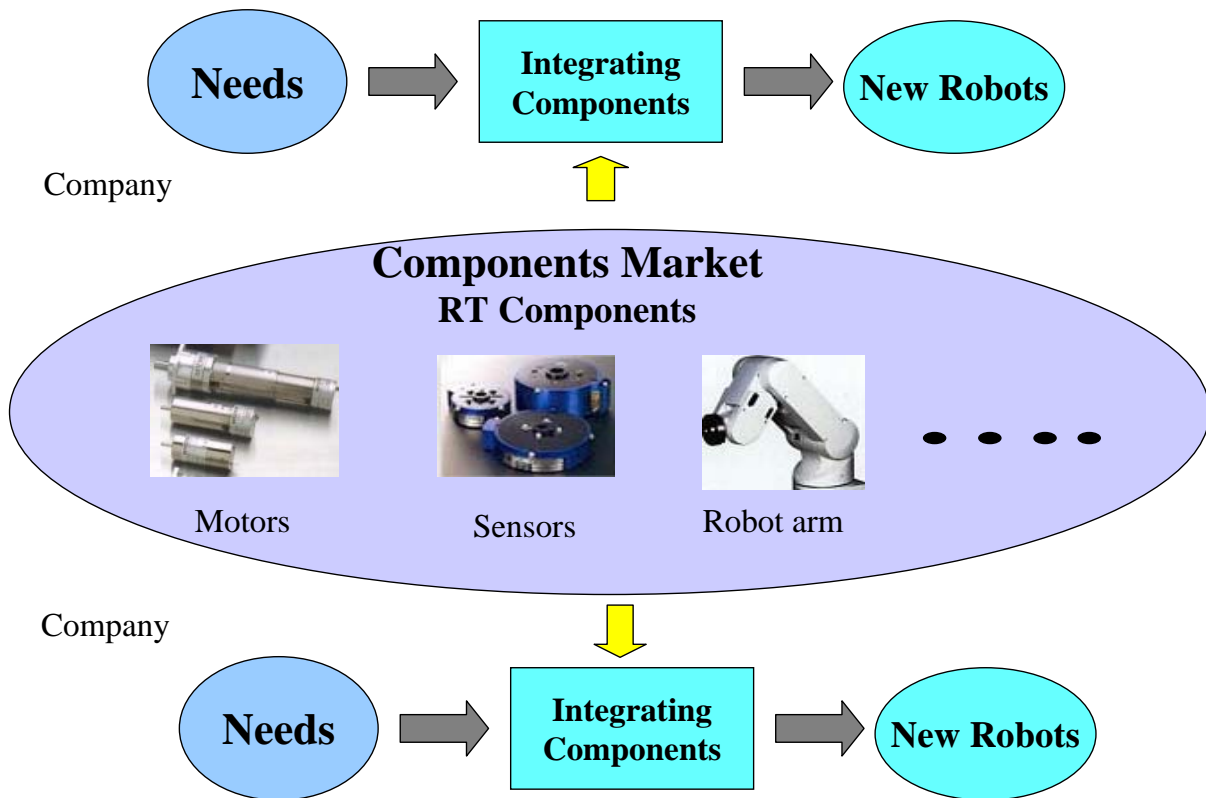 Needs
Integrating
Components
New Robots
Company
Components Market
RT Components
Motors
Sensors
Robot arm
Company
Needs
Integrating
Components
New Robots